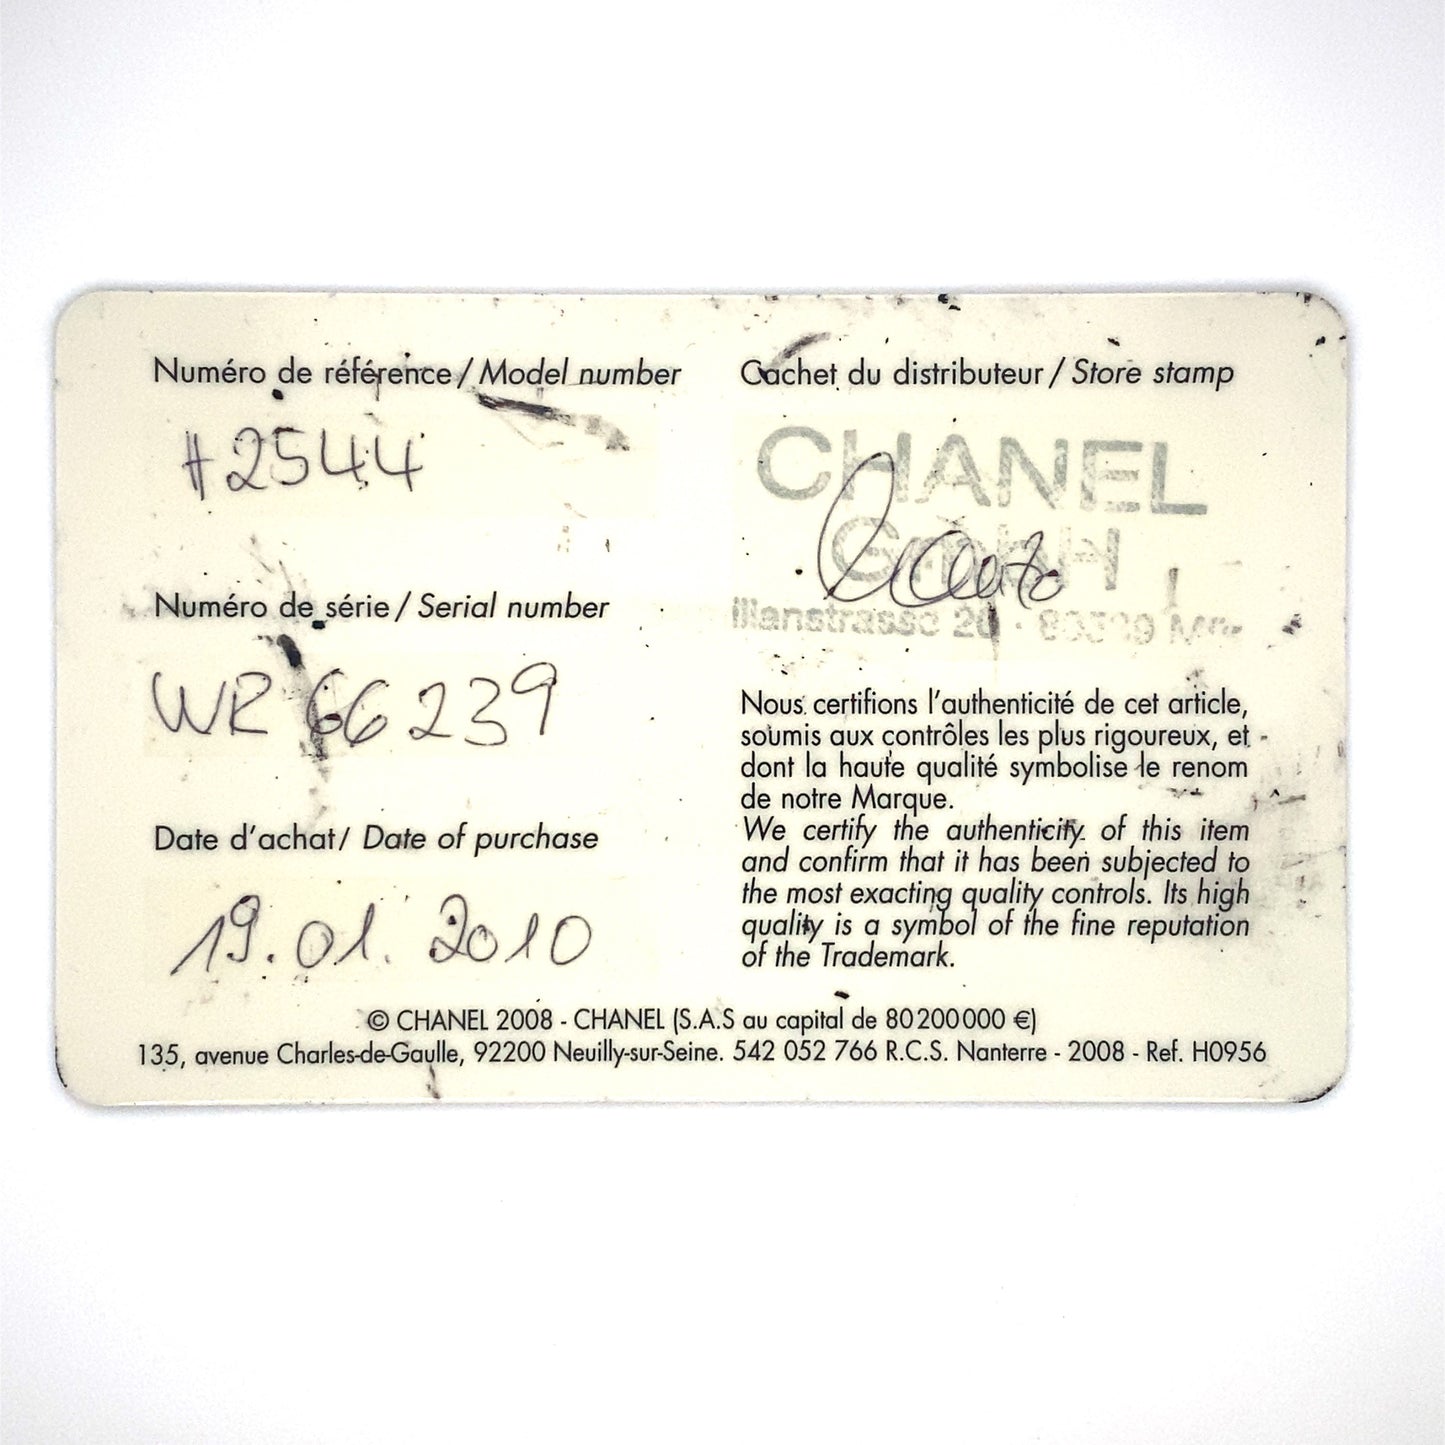 Numéro de référence / Model number
H2544
Numéro de série / Serial number
WR 66239
Date d'achat / Date of purchase
19.01.2010
Cachet du distributeur / Store stamp
CHANEL
GmbH
Nous certifions l'authenticité de cet article,
soumis aux contrôles les plus rigoureux, et
dont la haute qualité symbolise le renom
de notre Marque.
We certify the authenticity of this item
and confirm that it has been subjected to
the most exacting quality controls. Its high
quality is a symbol of the fine reputation
of the Trademark.
© CHANEL 2008 - CHANEL (S.A.S au capital de 80200000 €)
135, avenue Charles-de-Gaulle, 92200 Neuilly-sur-Seine. 542 052 766 R.C.S. Nanterre - 2008 - Ref. H0956